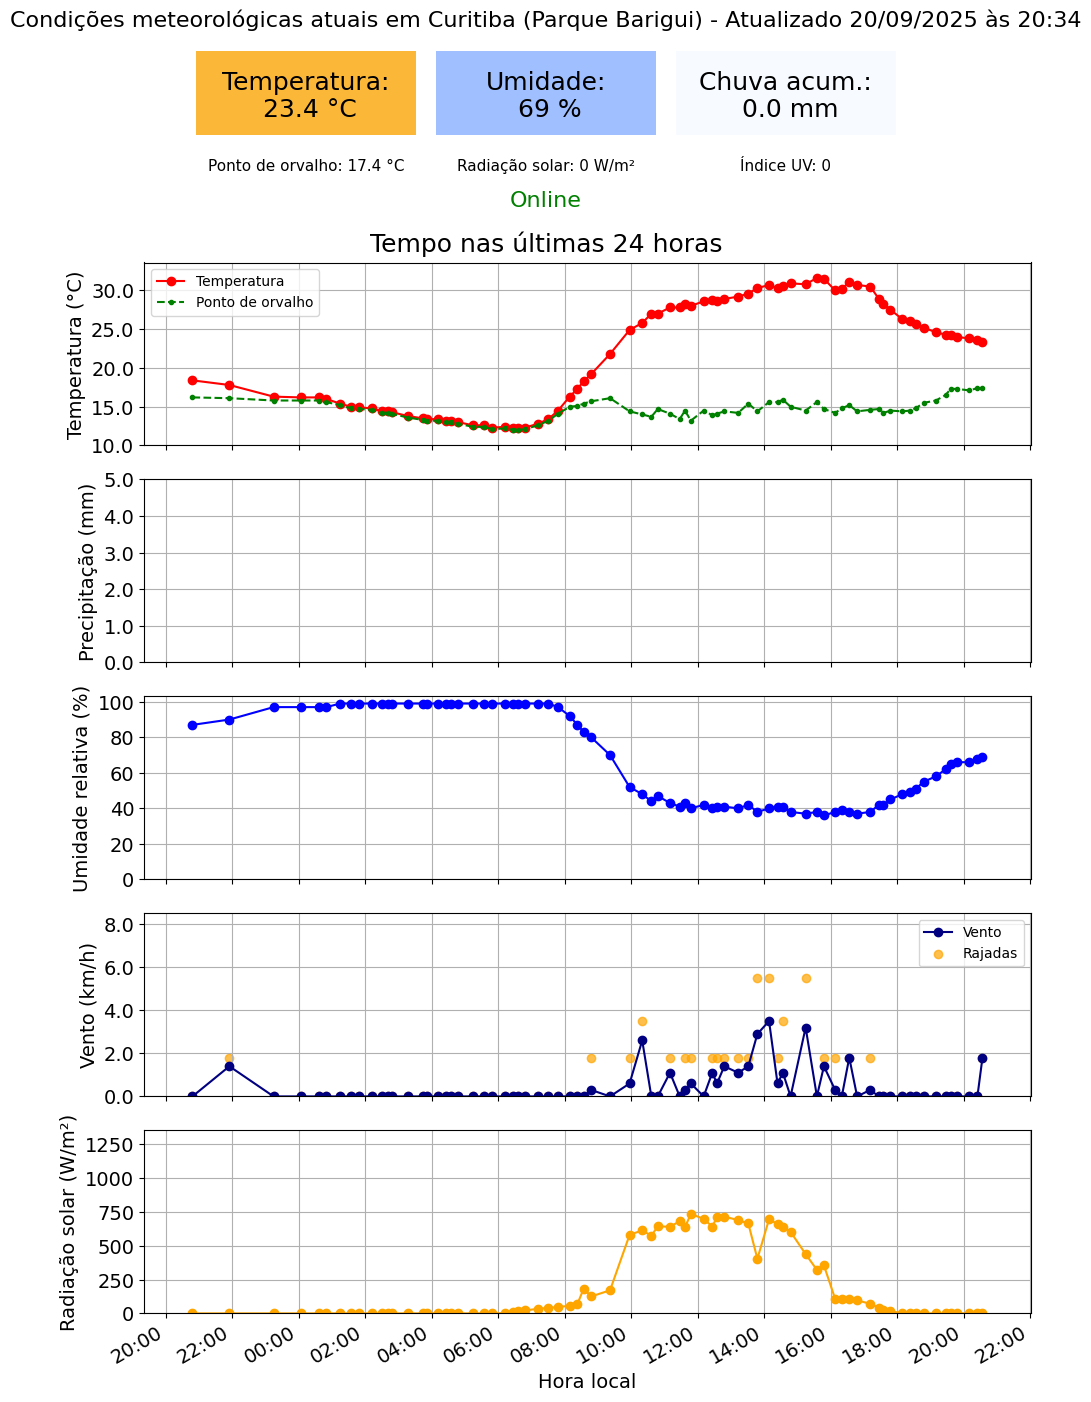 Condições meteorológicas atuais em Curitiba (Parque Barigui) - Atualizado 20/09/2025 às 20:34
Temperatura:
23.4 °C
Umidade:
69 %
Chuva acum.:
0.0 mm
Ponto de orvalho: 17.4 °C
Radiação solar: 0 W/m²
Índice UV: 0
Online
Tempo nas últimas 24 horas
Temperatura (°C)
30.0
25.0
20.0
15.0
10.0
Temperatura
Ponto de orvalho
Precipitação (mm)
5.0
4.0
3.0
2.0
1.0
0.0
Umidade relativa (%)
100
80
60
40
20
0
Vento (km/h)
8.0
6.0
4.0
2.0
0.0
Vento
Rajadas
Radiação solar (W/m²)
1250
1000
750
500
250
0
20:00
22:00
00:00
02:00
04:00
06:00
08:00
10:00
12:00
14:00
16:00
18:00
20:00
22:00
Hora local